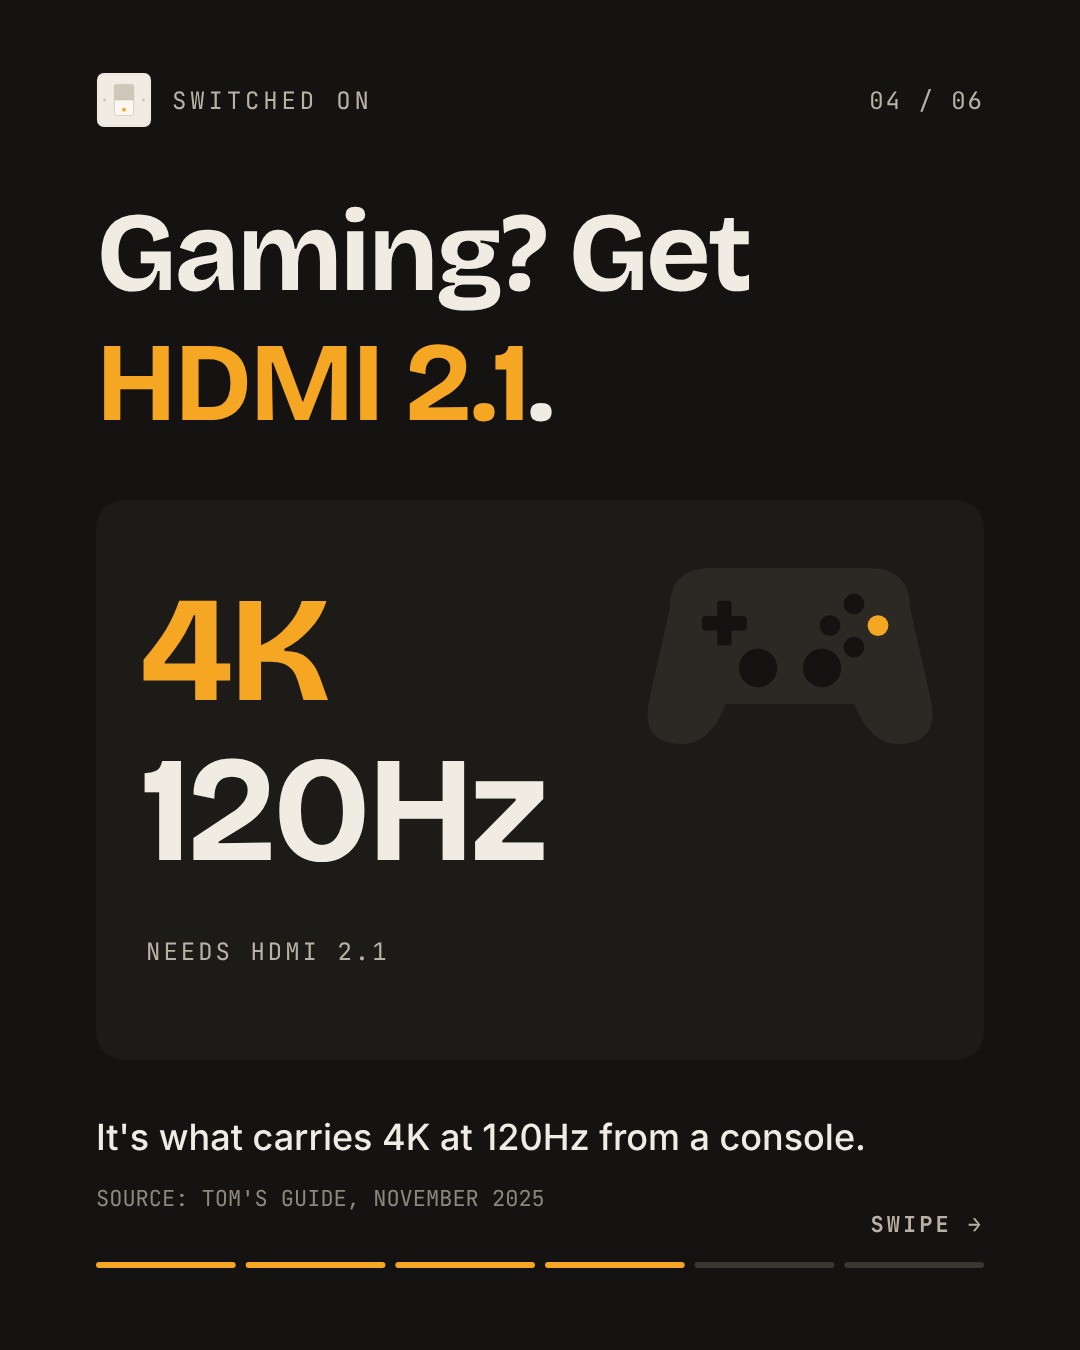 SWITCHED ON
04 / 06
Gaming? Get
HDMI 2.1.
4K
120Hz
NEEDS HDMI 2.1
It's what carries 4K at 120Hz from a console.
SOURCE: TOM'S GUIDE, NOVEMBER 2025
SWIPE →